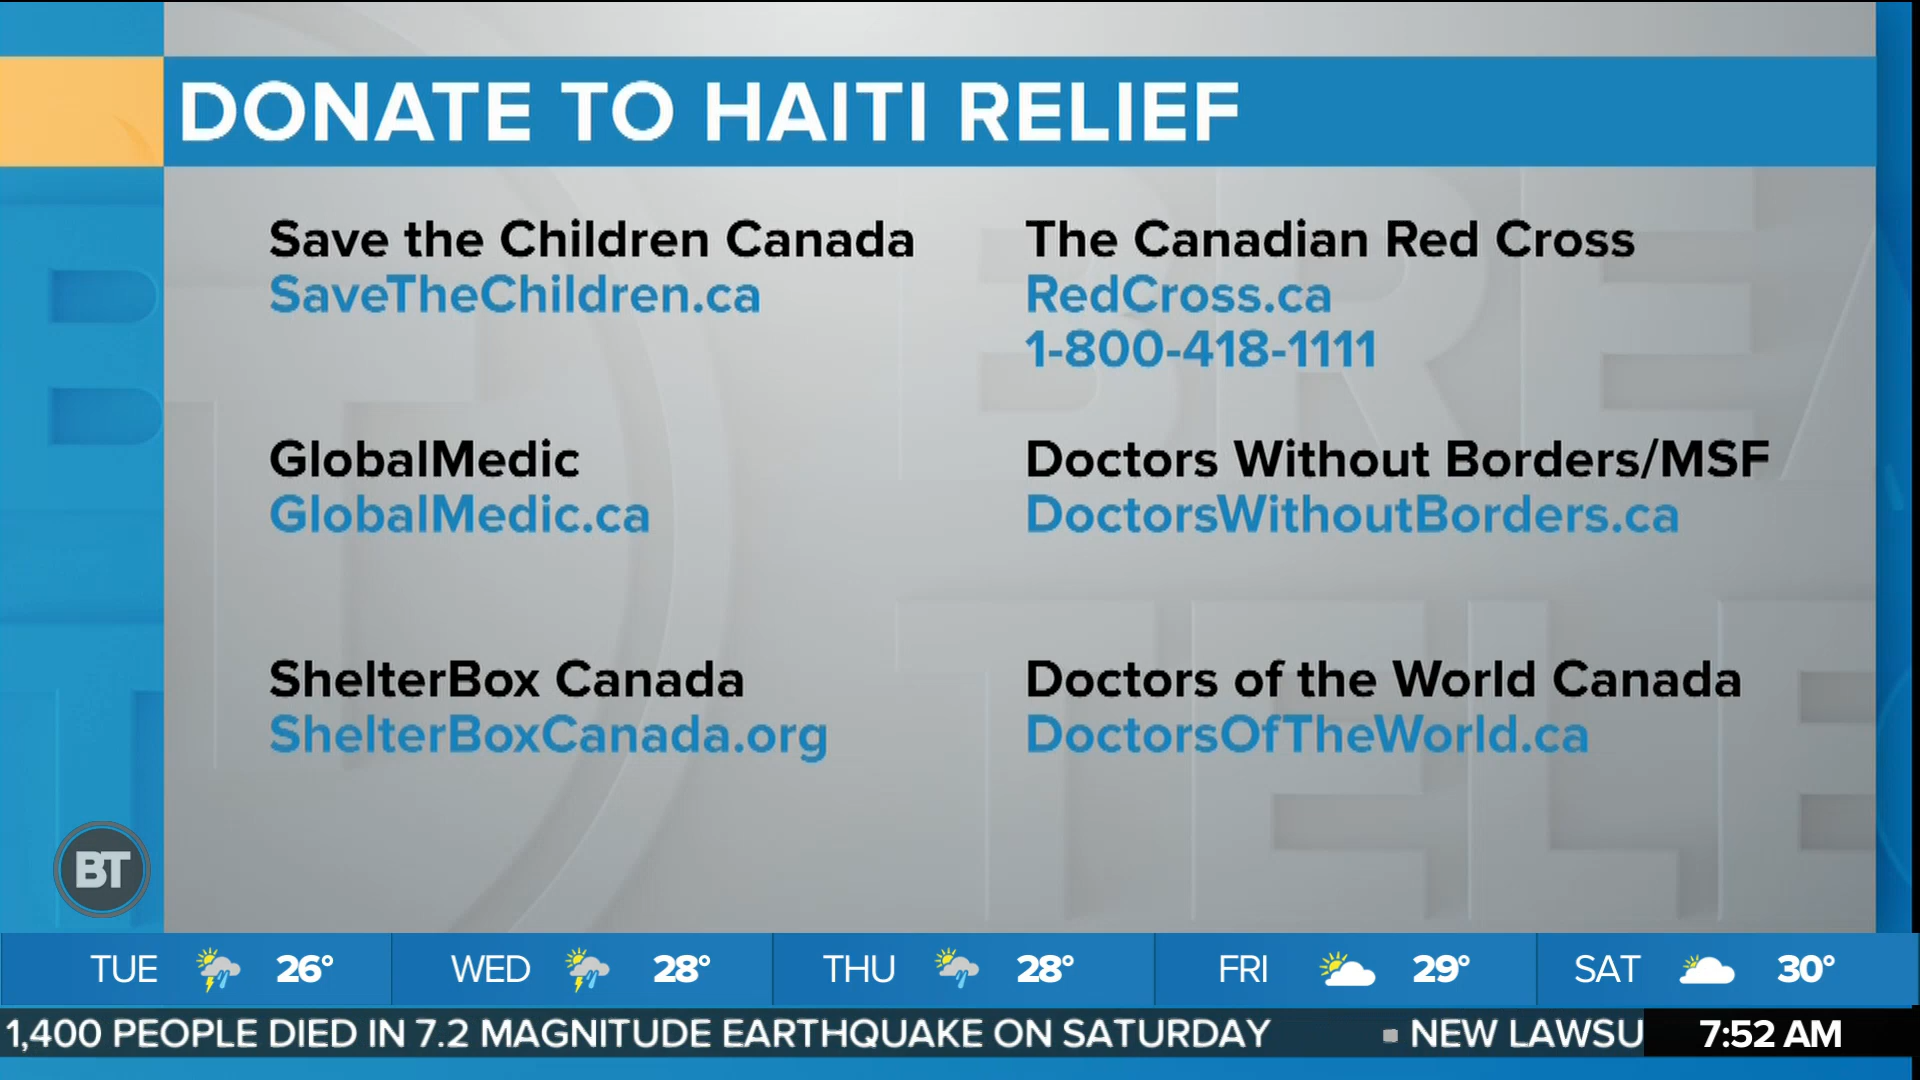 DONATE TO HAITI RELIEF
Save the Children Canada
SaveTheChildren.ca
The Canadian Red Cross
RedCross.ca
1-800-418-1111
GlobalMedic
GlobalMedic.ca
Doctors Without Borders/MSF
DoctorsWithoutBorders.ca
ShelterBox Canada
ShelterBoxCanada.org
Doctors of the World Canada
DoctorsOfTheWorld.ca
BT
TUE 26° WED 28° THU 28° FRI 29° SAT 30°
1,400 PEOPLE DIED IN 7.2 MAGNITUDE EARTHQUAKE ON SATURDAY ▪ NEW LAWSU 7:52 AM